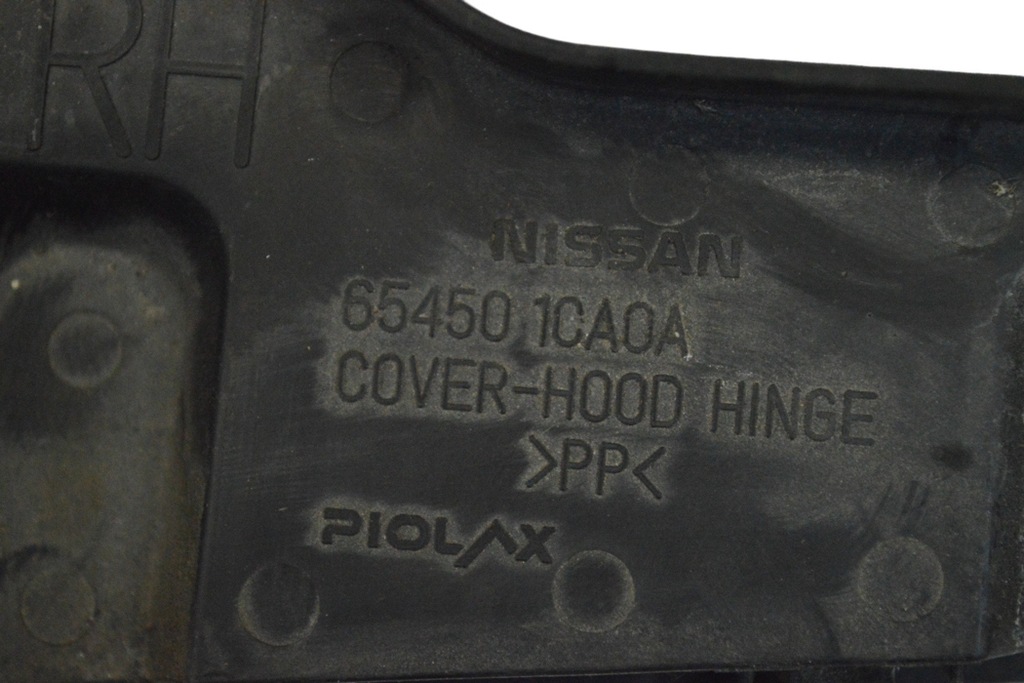 RH
NISSAN
65450 1CA0A
COVER-HOOD HINGE
>PP<
PIOLAX